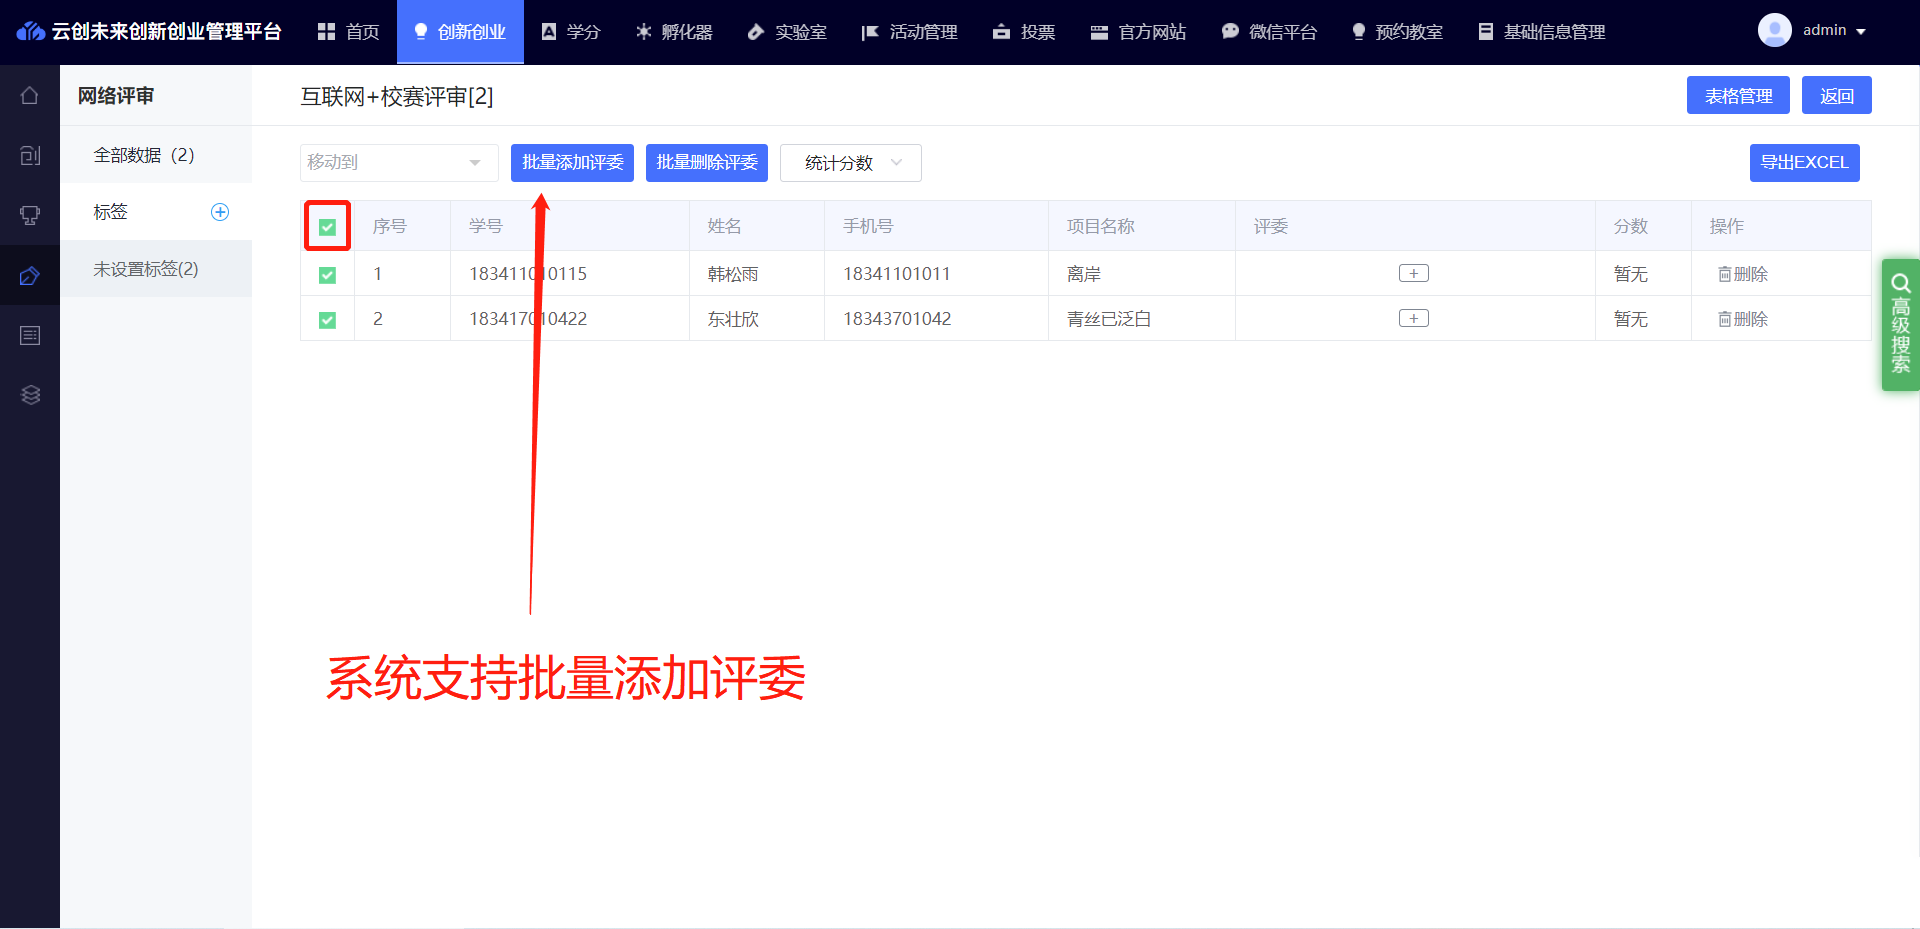 云创未来创新创业管理平台 首页 创新创业 学分 孵化器 实验室 活动管理 投票 官方网站 微信平台 预约教室 基础信息管理 admin
网络评审
互联网+校赛评审[2] 表格管理 返回
全部数据（2）
标签
未设置标签(2)
移动到 批量添加评委 批量删除评委 统计分数 导出EXCEL
序号 学号 姓名 手机号 项目名称 评委 分数 操作
1 183411010115 韩松雨 18341101011 离岸 暂无 删除
2 183417010422 东壮欣 18343701042 青丝已泛白 暂无 删除
高级搜索
系统支持批量添加评委